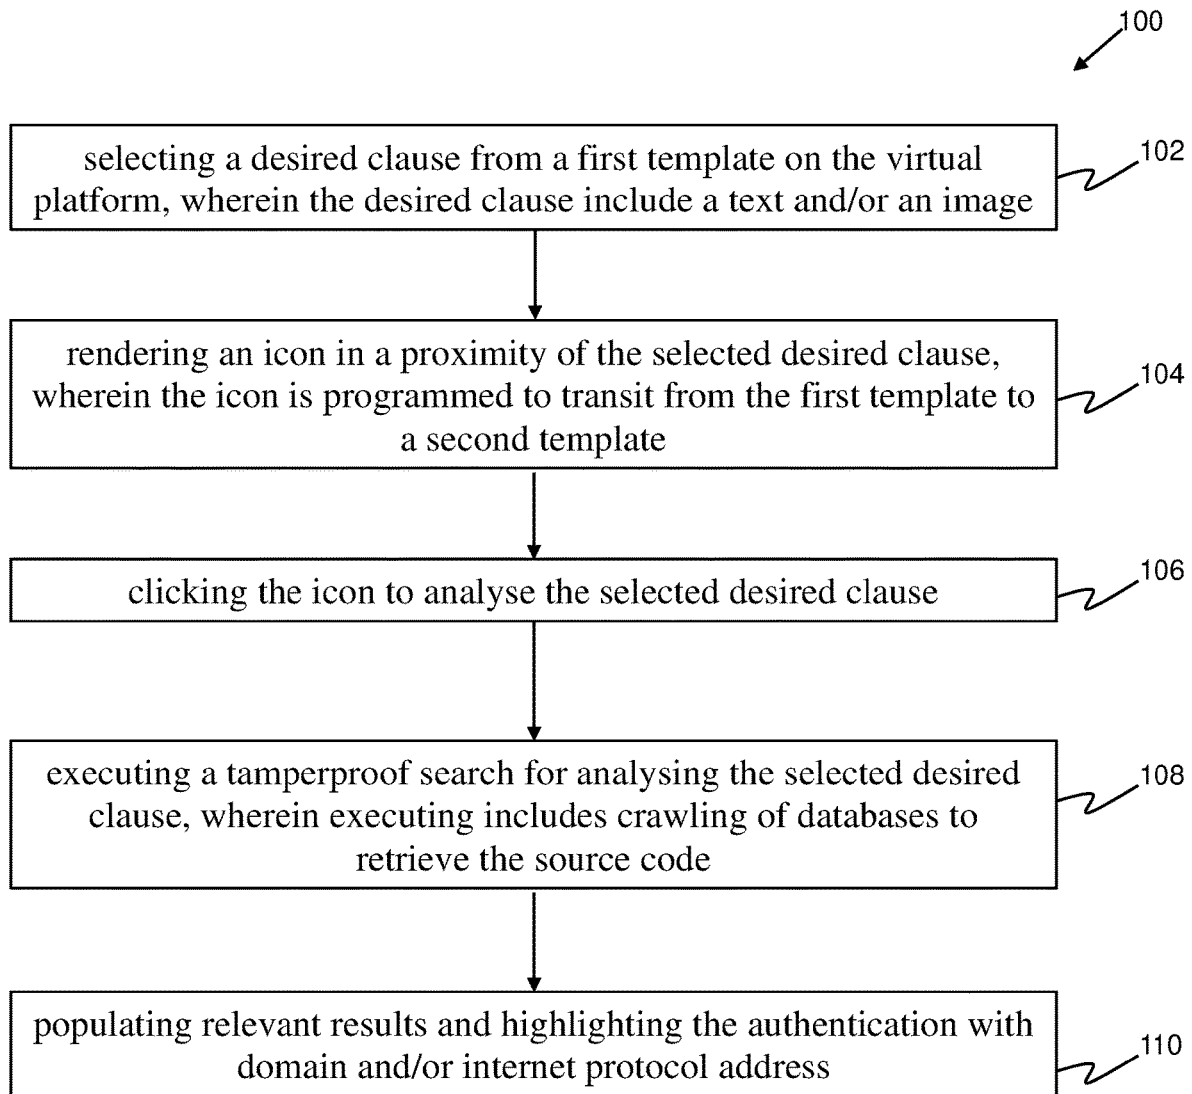 100
selecting a desired clause from a first template on the virtual
platform, wherein the desired clause include a text and/or an image
102
rendering an icon in a proximity of the selected desired clause,
wherein the icon is programmed to transit from the first template to
a second template
104
clicking the icon to analyse the selected desired clause
106
executing a tamperproof search for analysing the selected desired
clause, wherein executing includes crawling of databases to
retrieve the source code
108
populating relevant results and highlighting the authentication with
domain and/or internet protocol address
110